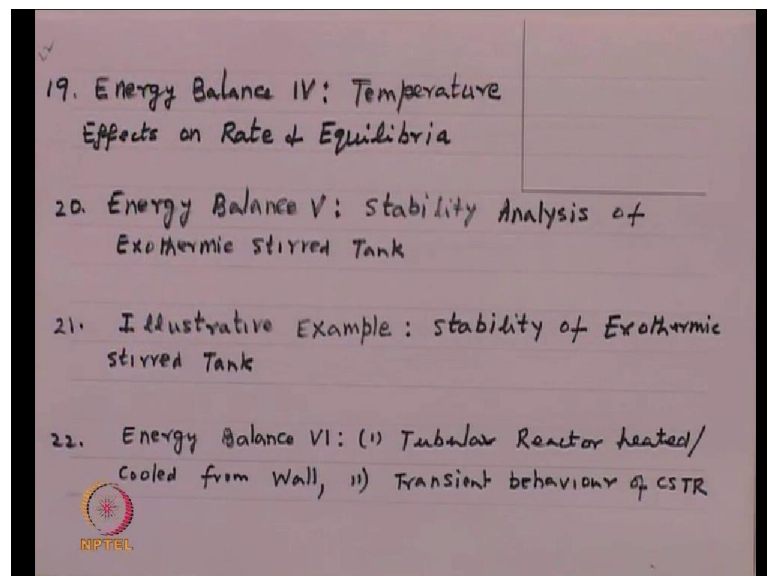 19. Energy Balance IV: Temperature
Effects on Rate & Equilibria
20. Energy Balance V: Stability Analysis of
Exothermic Stirred Tank
21. Illustrative Example: Stability of Exothermic
Stirred Tank
22. Energy Balance VI: (i) Tubular Reactor heated/
Cooled from Wall, ii) Transient behaviour of CSTR
NPTEL